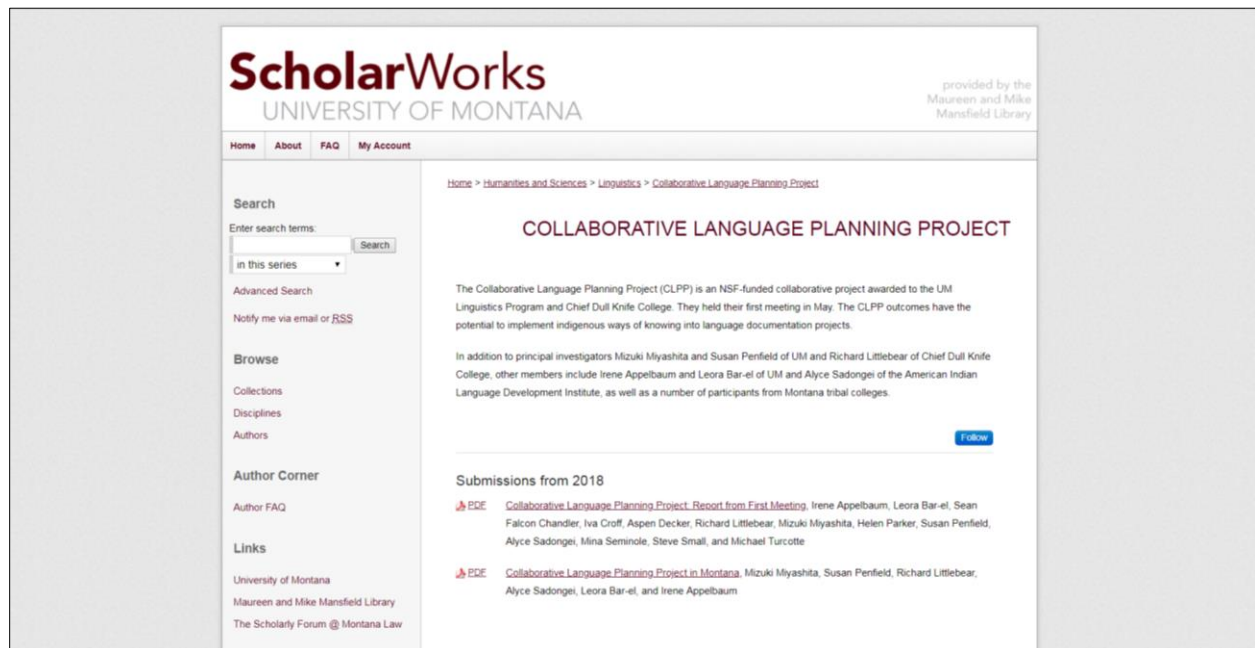 ScholarWorks
UNIVERSITY OF MONTANA
provided by the
Maureen and Mike
Mansfield Library
Home About FAQ My Account
Search
Enter search terms:
Search
in this series
Advanced Search
Notify me via email or RSS
Browse
Collections
Disciplines
Authors
Author Corner
Author FAQ
Links
University of Montana
Maureen and Mike Mansfield Library
The Scholarly Forum @ Montana Law
Home > Humanities and Sciences > Linguistics > Collaborative Language Planning Project
COLLABORATIVE LANGUAGE PLANNING PROJECT
The Collaborative Language Planning Project (CLPP) is an NSF-funded collaborative project awarded to the UM
Linguistics Program and Chief Dull Knife College. They held their first meeting in May. The CLPP outcomes have the
potential to implement indigenous ways of knowing into language documentation projects.
In addition to principal investigators Mizuki Miyashita and Susan Penfield of UM and Richard Littlebear of Chief Dull Knife
College, other members include Irene Appelbaum and Leora Bar-el of UM and Alyce Sadongei of the American Indian
Language Development Institute, as well as a number of participants from Montana tribal colleges.
Follow
Submissions from 2018
PDF Collaborative Language Planning Project: Report from First Meeting, Irene Appelbaum, Leora Bar-el, Sean
Falcon Chandler, Iva Croff, Aspen Decker, Richard Littlebear, Mizuki Miyashita, Helen Parker, Susan Penfield,
Alyce Sadongei, Mina Seminole, Steve Small, and Michael Turcotte
PDF Collaborative Language Planning Project in Montana, Mizuki Miyashita, Susan Penfield, Richard Littlebear,
Alyce Sadongei, Leora Bar-el, and Irene Appelbaum